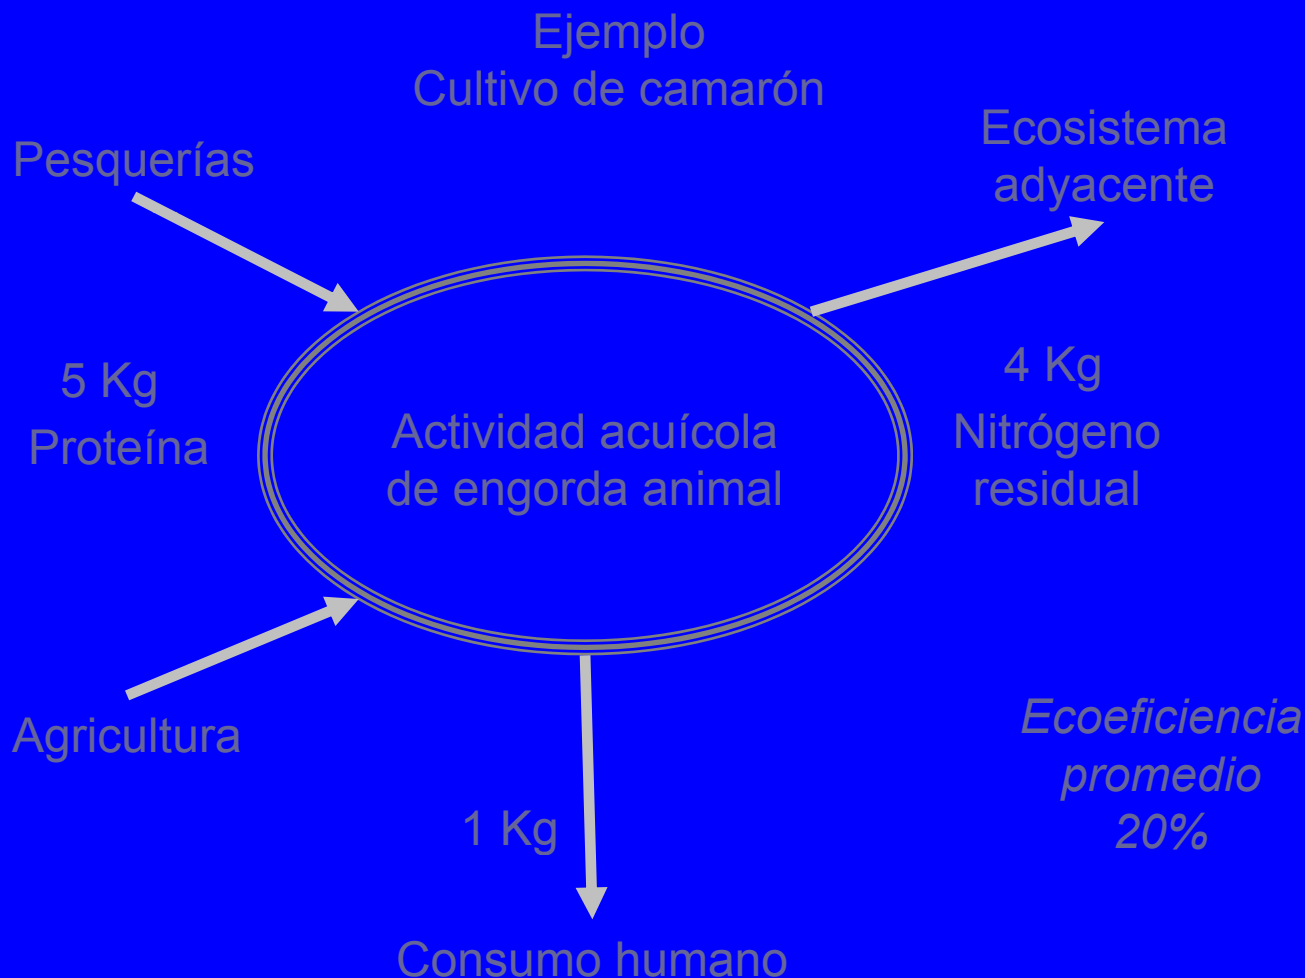 Ejemplo
Cultivo de camarón
Pesquerías
Ecosistema
adyacente
5 Kg
Proteína
Actividad acuícola
de engorda animal
4 Kg
Nitrógeno
residual
Agricultura
1 Kg
Ecoeficiencia
promedio
20%
Consumo humano